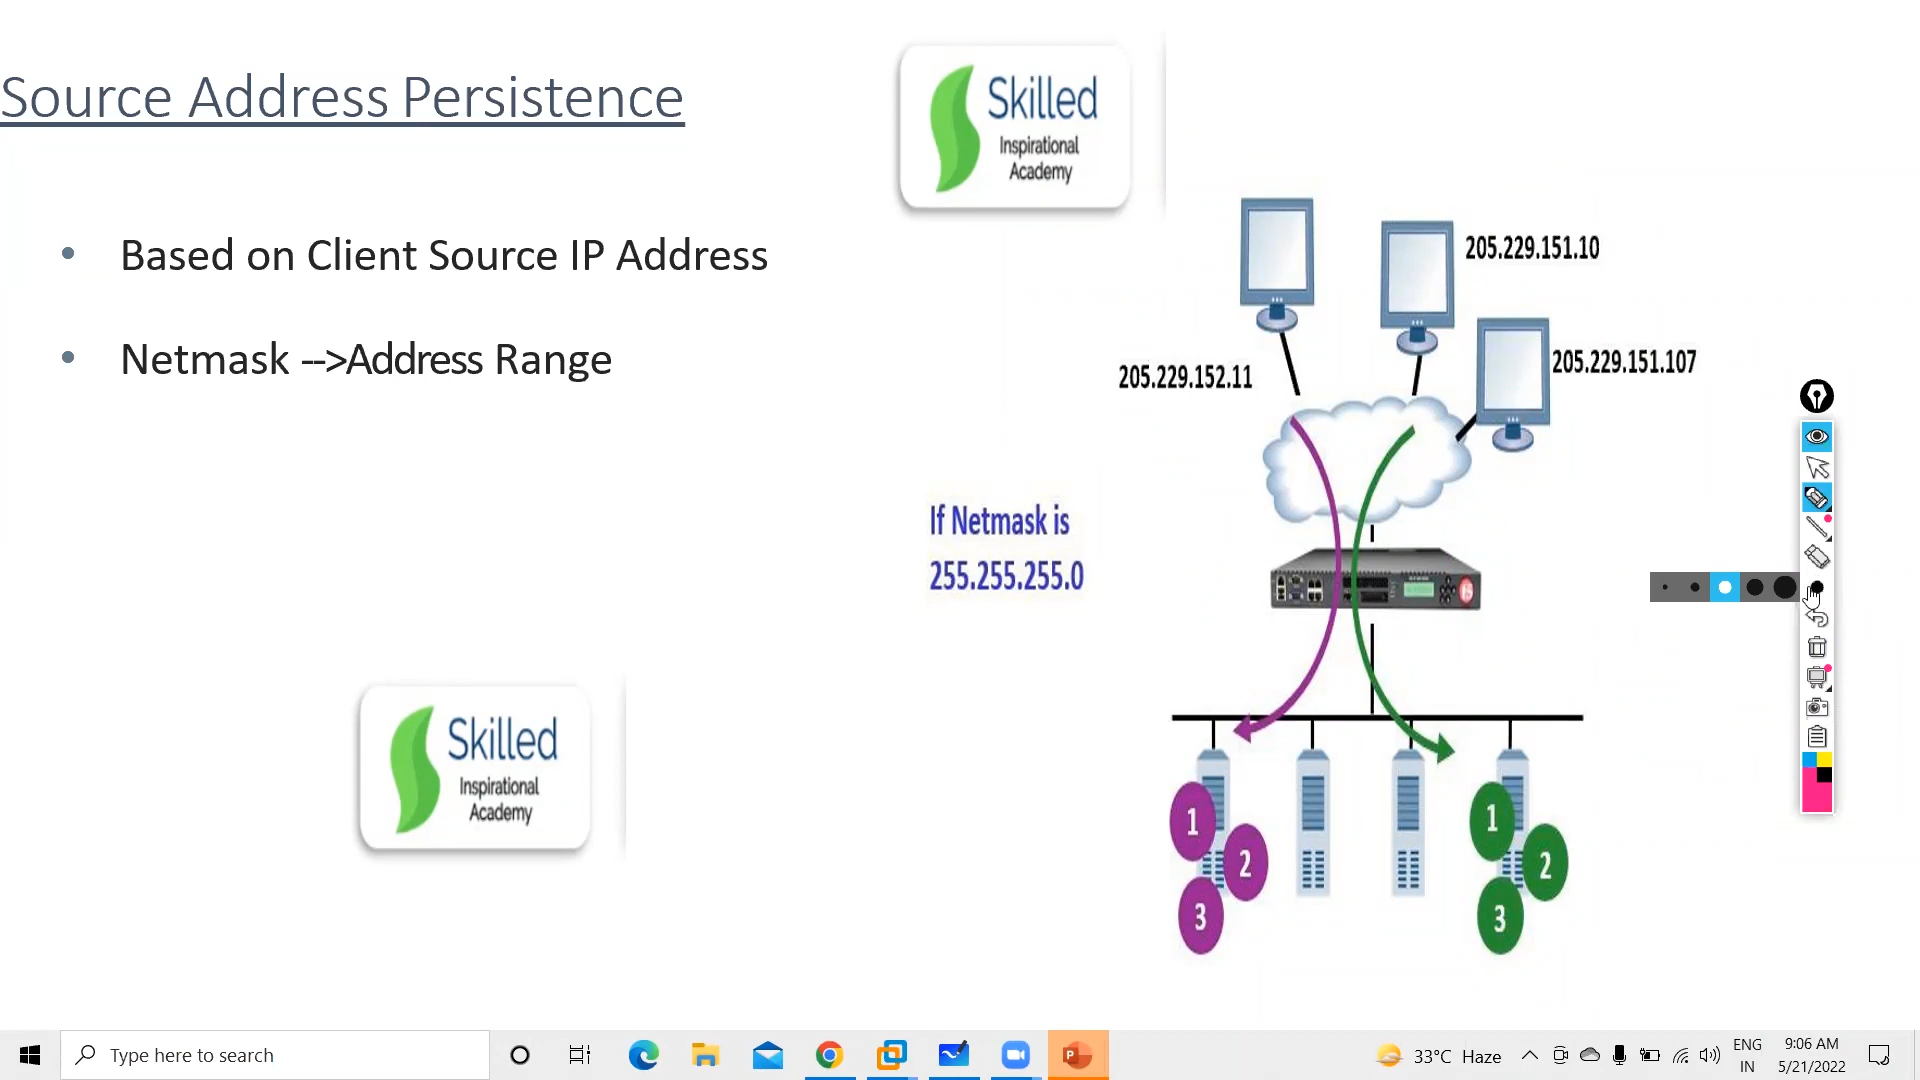 Source Address Persistence
Skilled
Inspirational
Academy
• Based on Client Source IP Address
• Netmask -->Address Range
205.229.151.10
205.229.151.107
205.229.152.11
If Netmask is
255.255.255.0
Skilled
Inspirational
Academy
1
2
3
1
2
3
Type here to search
33°C Haze
ENG
IN
9:06 AM
5/21/2022